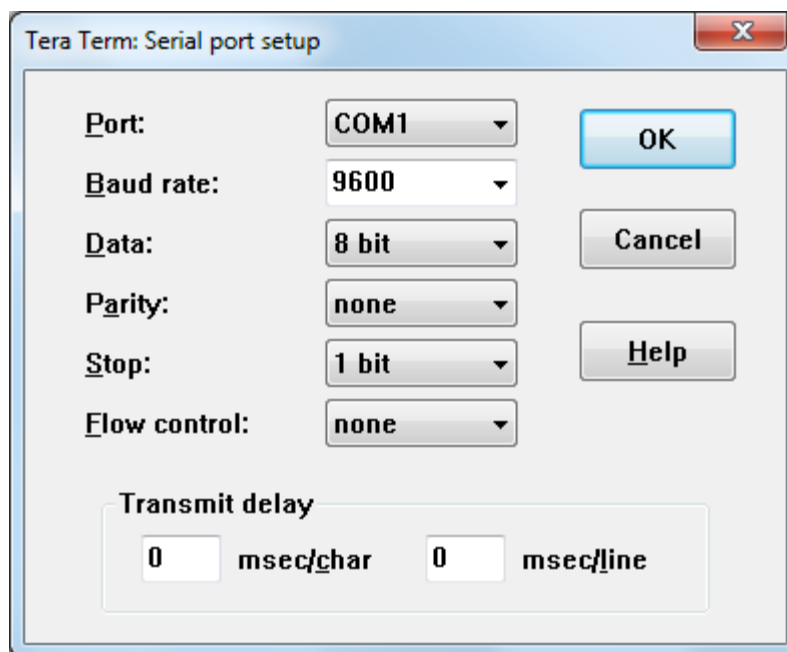 Tera Term: Serial port setup
Port: COM1 OK
Baud rate: 9600
Data: 8 bit Cancel
Parity: none
Stop: 1 bit Help
Flow control: none
Transmit delay
0 msec/char 0 msec/line